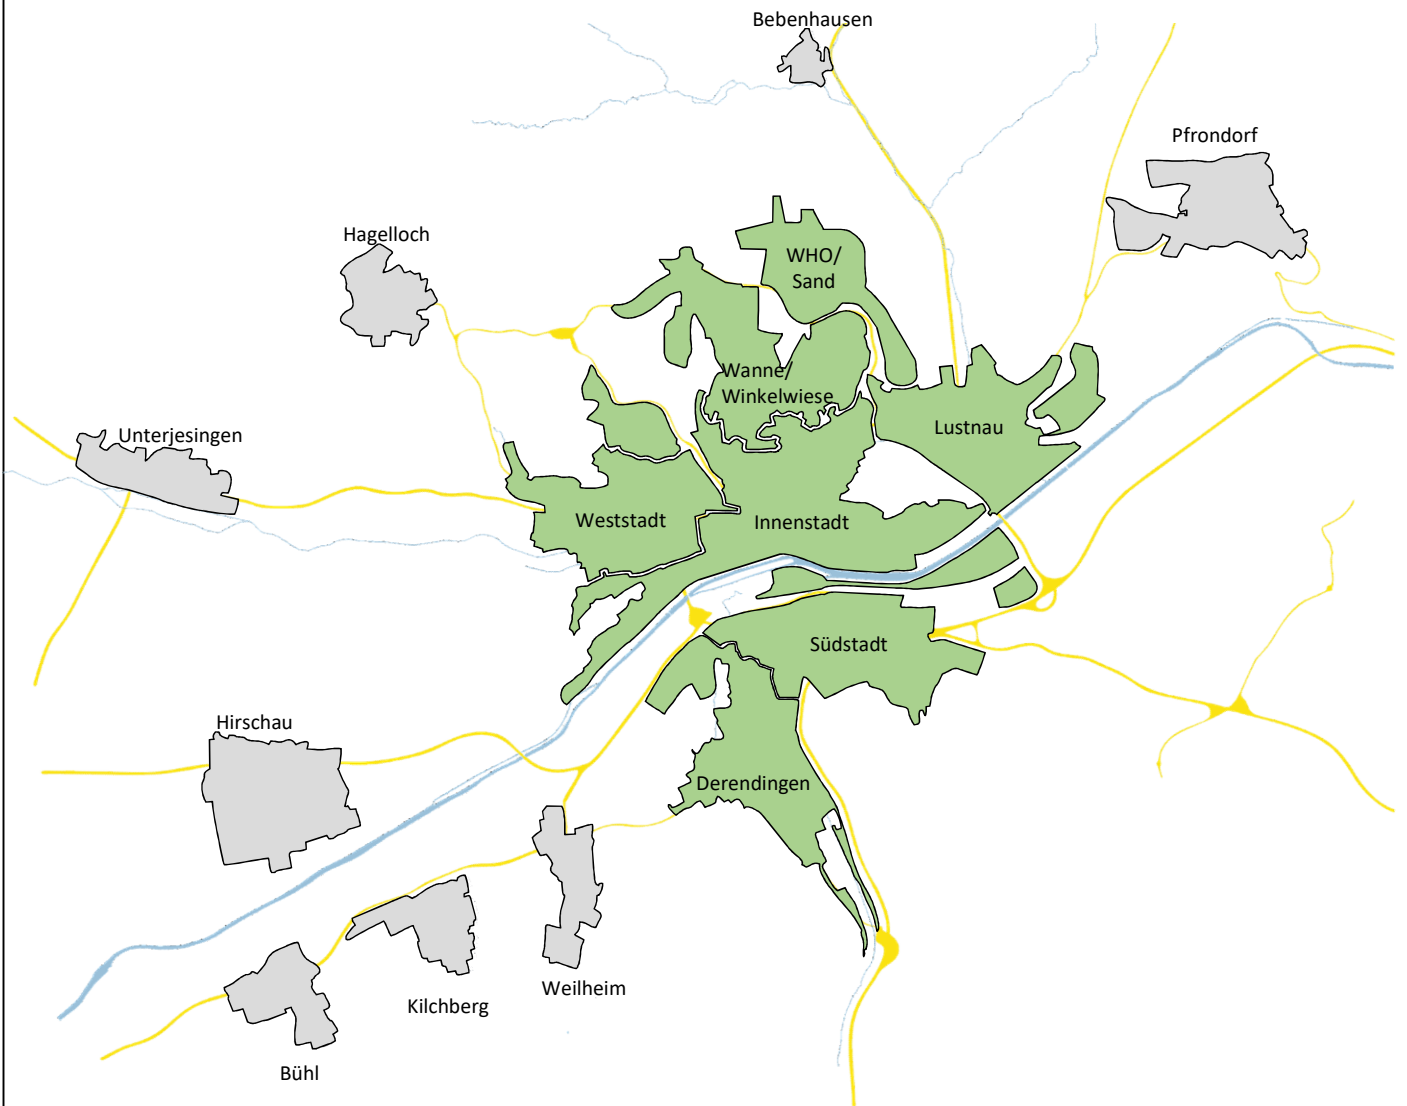 Bebenhausen
Pfrondorf
Hagelloch
WHO/
Sand
Wanne/
Winkelwiese
Lustnau
Unterjesingen
Weststadt
Innenstadt
Südstadt
Hirschau
Derendingen
Weilheim
Kilchberg
Bühl